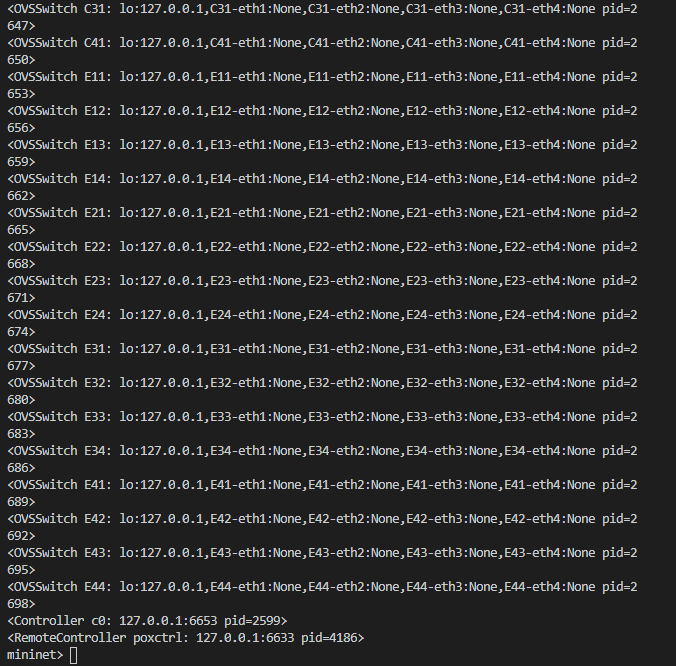 <OVSSwitch C31: lo:127.0.0.1,C31-eth1:None,C31-eth2:None,C31-eth3:None,C31-eth4:None pid=2
647>
<OVSSwitch C41: lo:127.0.0.1,C41-eth1:None,C41-eth2:None,C41-eth3:None,C41-eth4:None pid=2
650>
<OVSSwitch E11: lo:127.0.0.1,E11-eth1:None,E11-eth2:None,E11-eth3:None,E11-eth4:None pid=2
653>
<OVSSwitch E12: lo:127.0.0.1,E12-eth1:None,E12-eth2:None,E12-eth3:None,E12-eth4:None pid=2
656>
<OVSSwitch E13: lo:127.0.0.1,E13-eth1:None,E13-eth2:None,E13-eth3:None,E13-eth4:None pid=2
659>
<OVSSwitch E14: lo:127.0.0.1,E14-eth1:None,E14-eth2:None,E14-eth3:None,E14-eth4:None pid=2
662>
<OVSSwitch E21: lo:127.0.0.1,E21-eth1:None,E21-eth2:None,E21-eth3:None,E21-eth4:None pid=2
665>
<OVSSwitch E22: lo:127.0.0.1,E22-eth1:None,E22-eth2:None,E22-eth3:None,E22-eth4:None pid=2
668>
<OVSSwitch E23: lo:127.0.0.1,E23-eth1:None,E23-eth2:None,E23-eth3:None,E23-eth4:None pid=2
671>
<OVSSwitch E24: lo:127.0.0.1,E24-eth1:None,E24-eth2:None,E24-eth3:None,E24-eth4:None pid=2
674>
<OVSSwitch E31: lo:127.0.0.1,E31-eth1:None,E31-eth2:None,E31-eth3:None,E31-eth4:None pid=2
677>
<OVSSwitch E32: lo:127.0.0.1,E32-eth1:None,E32-eth2:None,E32-eth3:None,E32-eth4:None pid=2
680>
<OVSSwitch E33: lo:127.0.0.1,E33-eth1:None,E33-eth2:None,E33-eth3:None,E33-eth4:None pid=2
683>
<OVSSwitch E34: lo:127.0.0.1,E34-eth1:None,E34-eth2:None,E34-eth3:None,E34-eth4:None pid=2
686>
<OVSSwitch E41: lo:127.0.0.1,E41-eth1:None,E41-eth2:None,E41-eth3:None,E41-eth4:None pid=2
689>
<OVSSwitch E42: lo:127.0.0.1,E42-eth1:None,E42-eth2:None,E42-eth3:None,E42-eth4:None pid=2
692>
<OVSSwitch E43: lo:127.0.0.1,E43-eth1:None,E43-eth2:None,E43-eth3:None,E43-eth4:None pid=2
695>
<OVSSwitch E44: lo:127.0.0.1,E44-eth1:None,E44-eth2:None,E44-eth3:None,E44-eth4:None pid=2
698>
<Controller c0: 127.0.0.1:6653 pid=2599>
<RemoteController poxctrl: 127.0.0.1:6633 pid=4186>
mininet>